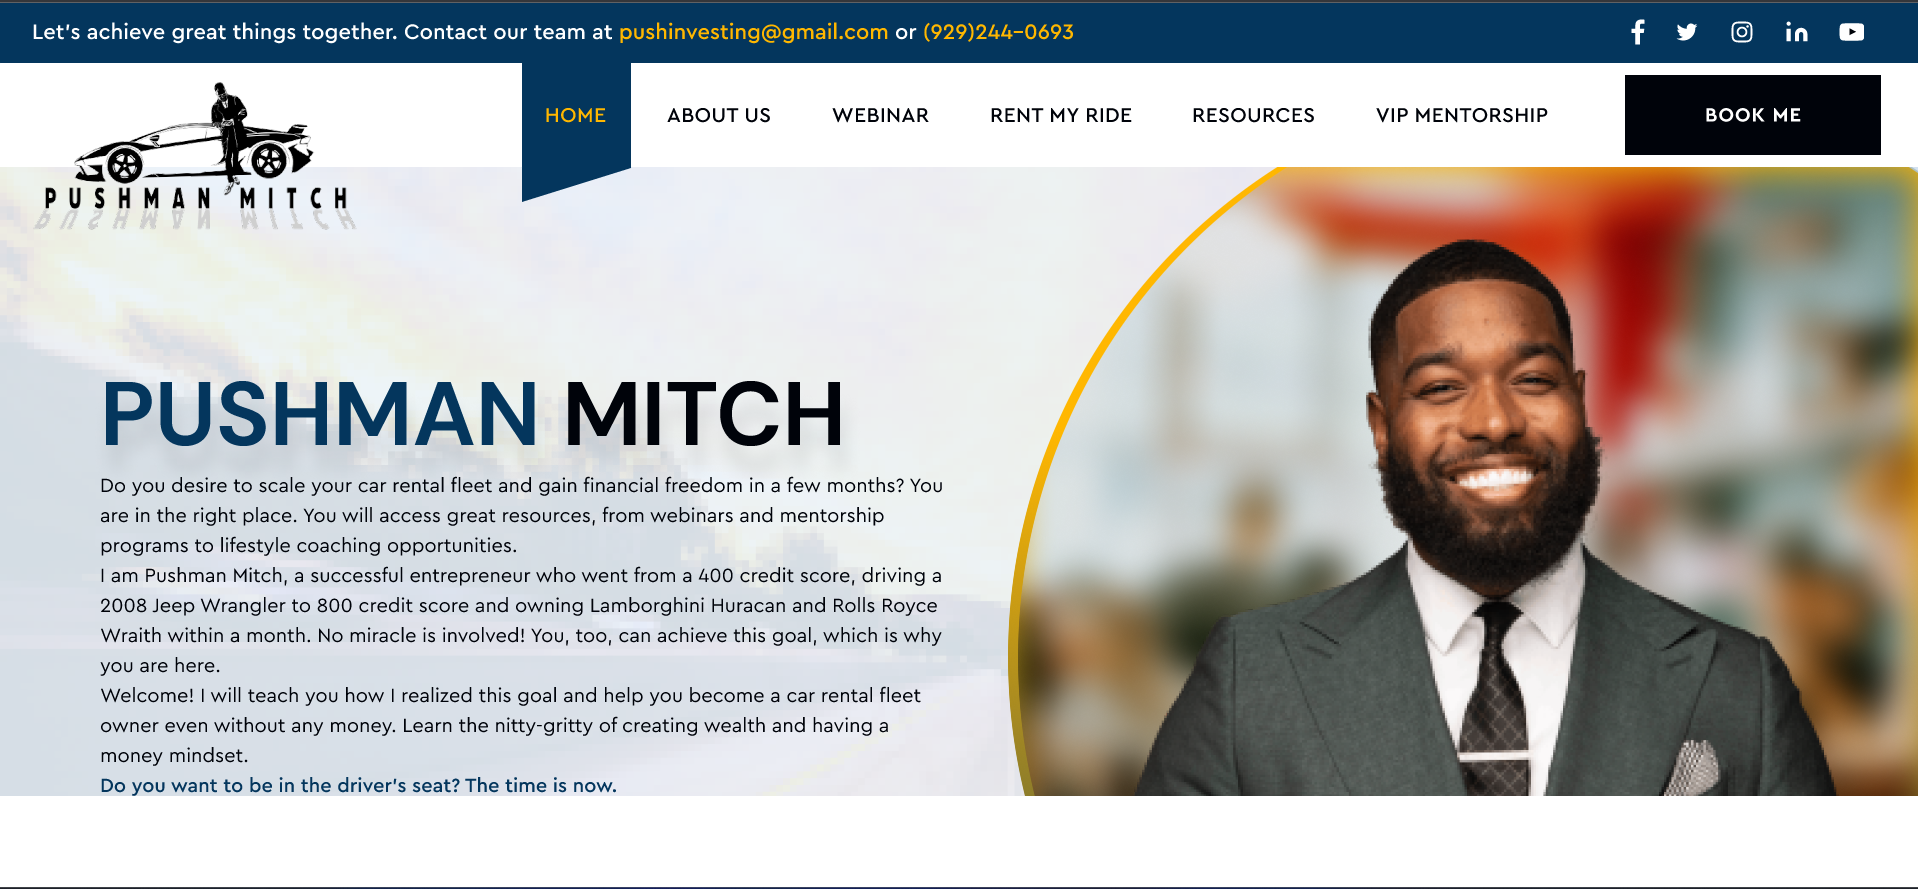 Let's achieve great things together. Contact our team at pushinvesting@gmail.com or (929)244-0693
HOME
ABOUT US
WEBINAR
RENT MY RIDE
RESOURCES
VIP MENTORSHIP
BOOK ME
PUSHMAN MITCH
PUSHMAN MITCH
Do you desire to scale your car rental fleet and gain financial freedom in a few months? You
are in the right place. You will access great resources, from webinars and mentorship
programs to lifestyle coaching opportunities.
I am Pushman Mitch, a successful entrepreneur who went from a 400 credit score, driving a
2008 Jeep Wrangler to 800 credit score and owning Lamborghini Huracan and Rolls Royce
Wraith within a month. No miracle is involved! You, too, can achieve this goal, which is why
you are here.
Welcome! I will teach you how I realized this goal and help you become a car rental fleet
owner even without any money. Learn the nitty-gritty of creating wealth and having a
money mindset.
Do you want to be in the driver's seat? The time is now.